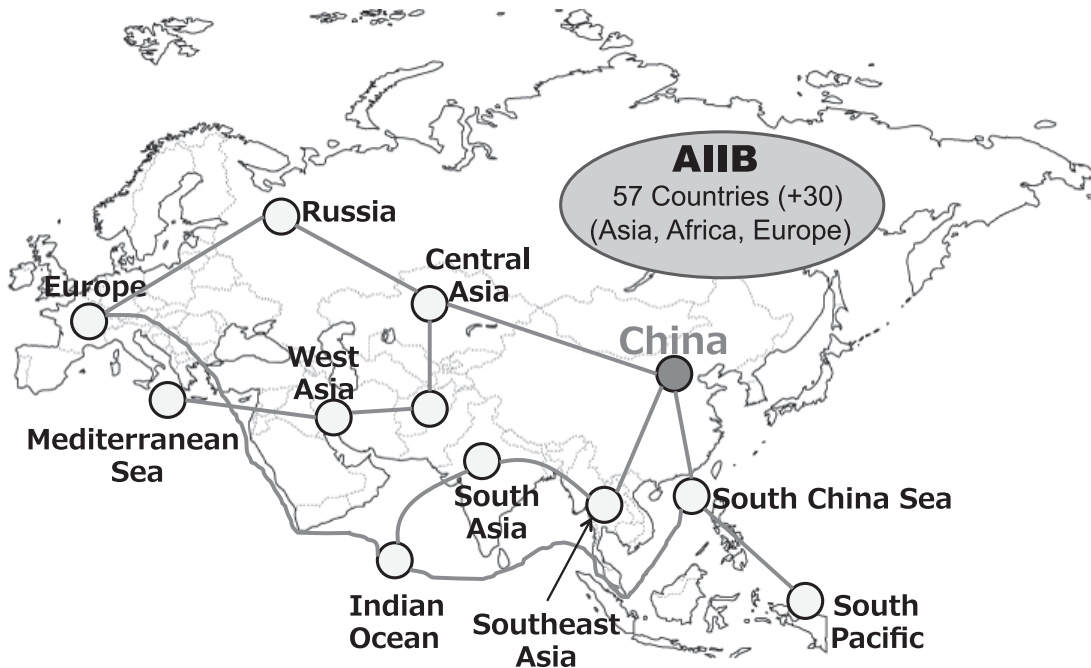 AIIB
57 Countries (+30)
(Asia, Africa, Europe)
Russia
Central
Asia
Europe
China
West
Asia
Mediterranean
Sea
South
Asia
South China Sea
Indian
Ocean
Southeast
Asia
South
Pacific